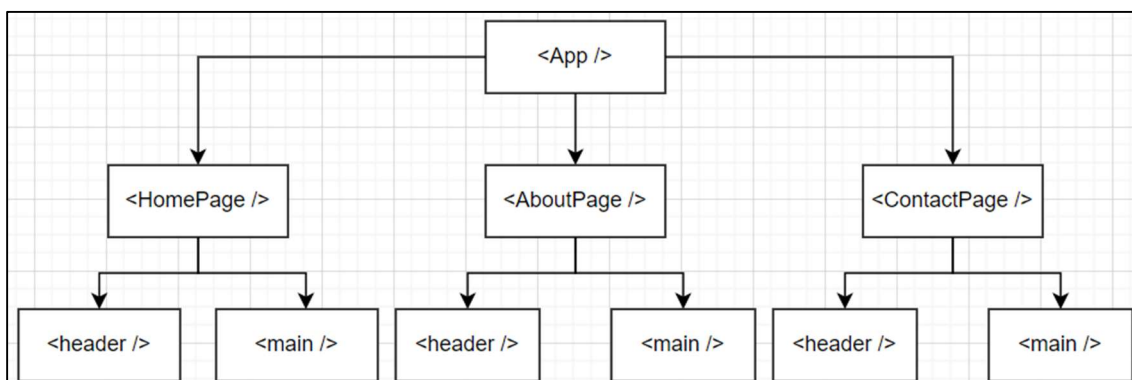 <App />
<HomePage />
<AboutPage />
<ContactPage />
<header />
<main />
<header />
<main />
<header />
<main />